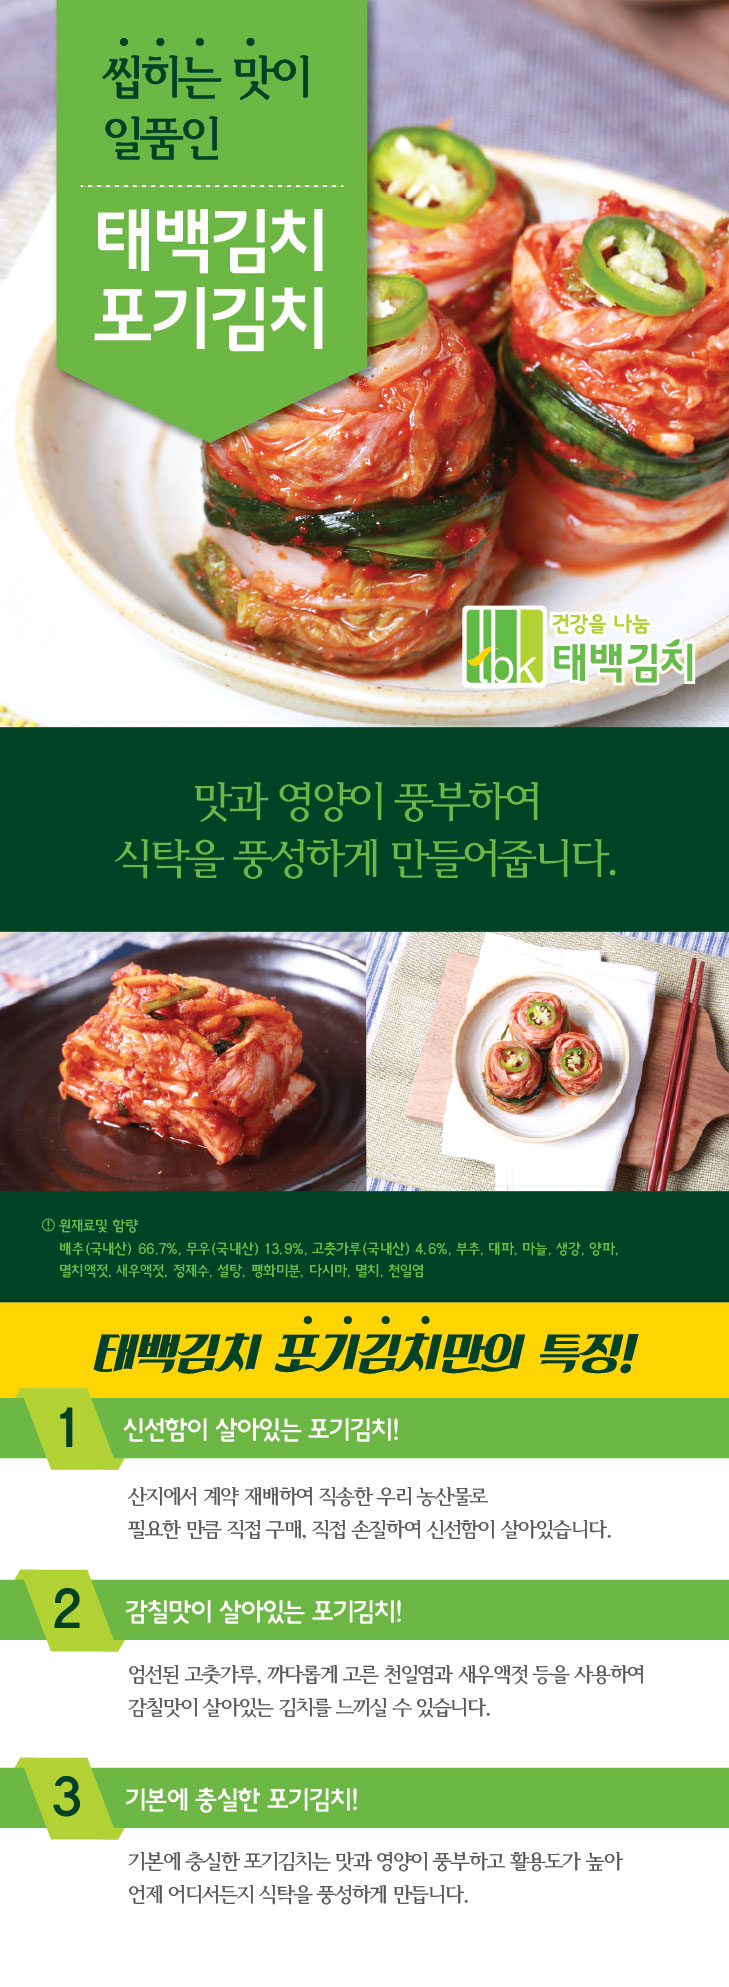 씹히는 맛이
일품인
태백김치
포기김치
tbk
건강을 나눔
태백김치
맛과 영양이 풍부하여
식탁을 풍성하게 만들어줍니다.
! 원재료및 함량
배추(국내산) 66.7%, 무우(국내산) 13.9%, 고춧가루(국내산) 4.6%, 부추, 대파, 마늘, 생강, 양파,
멸치액젓, 새우액젓, 정제수, 설탕, 팽화미분, 다시마, 멸치, 천일염
태백김치 포기김치만의 특징!
1 신선함이 살아있는 포기김치!
산지에서 계약 재배하여 직송한 우리 농산물로
필요한 만큼 직접 구매, 직접 손질하여 신선함이 살아있습니다.
2 감칠맛이 살아있는 포기김치!
엄선된 고춧가루, 까다롭게 고른 천일염과 새우액젓 등을 사용하여
감칠맛이 살아있는 김치를 느끼실 수 있습니다.
3 기본에 충실한 포기김치!
기본에 충실한 포기김치는 맛과 영양이 풍부하고 활용도가 높아
언제 어디서든지 식탁을 풍성하게 만듭니다.